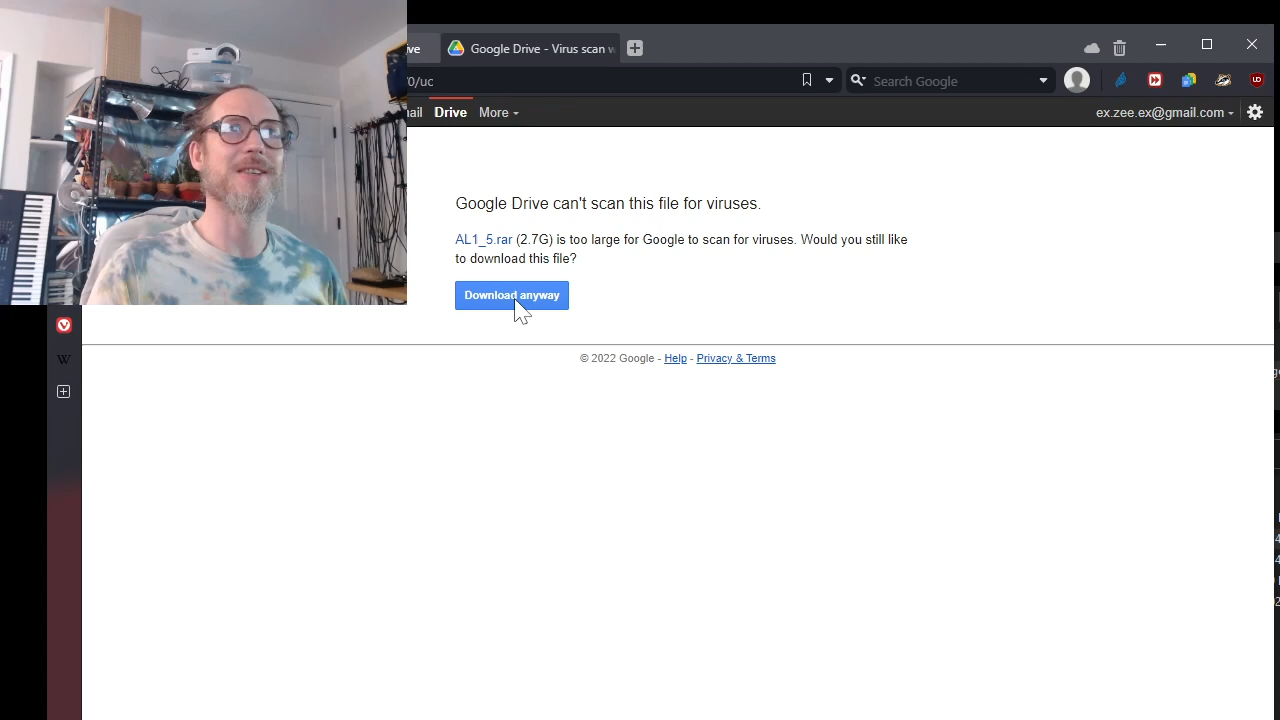 ve
Google Drive - Virus scan w
0/uc
Search Google
ail
Drive
More
ex.zee.ex@gmail.com
Google Drive can't scan this file for viruses.
AL1_5.rar (2.7G) is too large for Google to scan for viruses. Would you still like
to download this file?
Download anyway
W
© 2022 Google - Help - Privacy & Terms